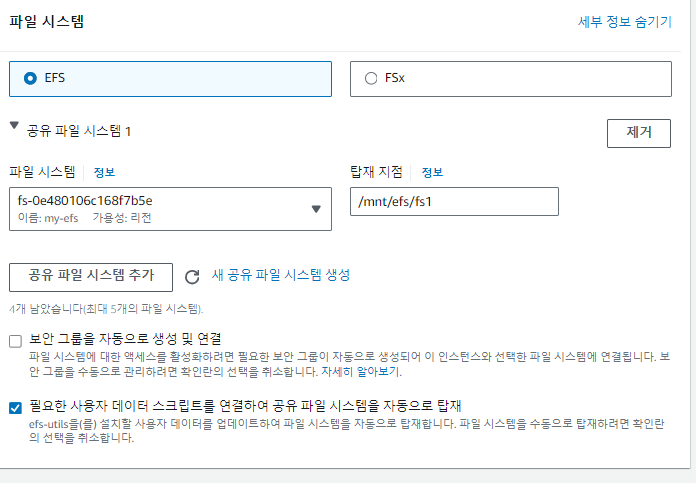 파일 시스템
세부 정보 숨기기
EFS
FSx
공유 파일 시스템 1
제거
파일 시스템
정보
탑재 지점
정보
fs-0e480106c168f7b5e
이름: my-efs 가용성: 리전
/mnt/efs/fs1
공유 파일 시스템 추가
새 공유 파일 시스템 생성
4개 남았습니다(최대 5개의 파일 시스템).
보안 그룹을 자동으로 생성 및 연결
파일 시스템에 대한 액세스를 활성화하려면 필요한 보안 그룹이 자동으로 생성되어 이 인스턴스와 선택한 파일 시스템에 연결됩니다. 보
안 그룹을 수동으로 관리하려면 확인란의 선택을 취소합니다. 자세히 알아보기.
필요한 사용자 데이터 스크립트를 연결하여 공유 파일 시스템을 자동으로 탑재
efs-utils을(를) 설치할 사용자 데이터를 업데이트하여 파일 시스템을 자동으로 탑재합니다. 파일 시스템을 수동으로 탑재하려면 확인란
의 선택을 취소합니다.